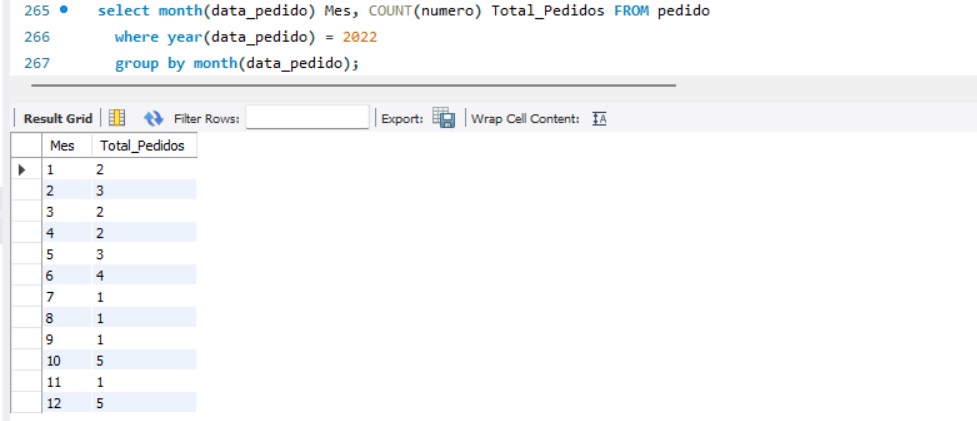 265 select month(data_pedido) Mes, COUNT(numero) Total_Pedidos FROM pedido
266 where year(data_pedido) = 2022
267 group by month(data_pedido);
Result Grid Filter Rows: Export: Wrap Cell Content: IA
Mes Total_Pedidos
1 2
2 3
3 2
4 2
5 3
6 4
7 1
8 1
9 1
10 5
11 1
12 5